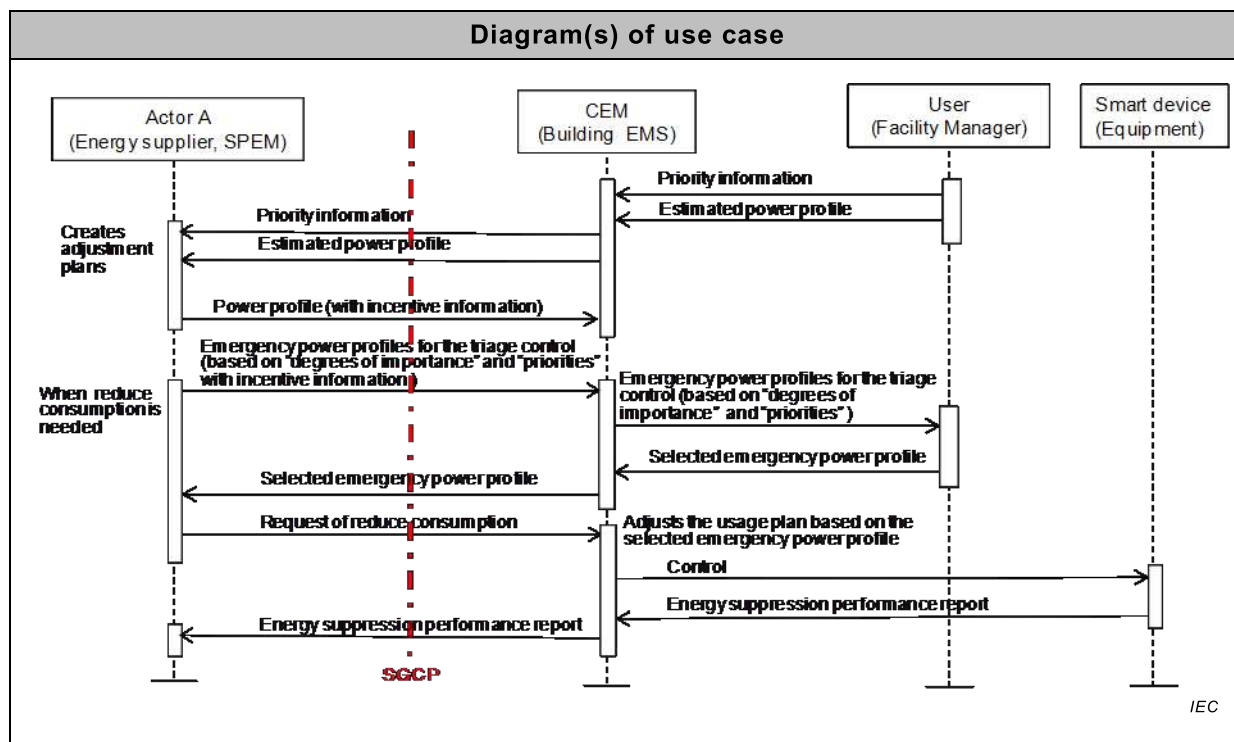 Diagram(s) of use case
Actor A
(Energy supplier, SPEM)
CEM
(Building EMS)
User
(Facility Manager)
Smart device
(Equipment)
Priority information
Estimated power profile
Priority information
Estimated power profile
Creates
adjustment
plans
Power profile (with incentive information)
Emergency power profiles for the triage control
(based on "degrees of importance" and "priorities"
with incentive information)
When reduce
consumption is
needed
Emergency power profiles for the triage
control (based on "degrees of
importance" and "priorities")
Selected emergency power profile
Selected emergency power profile
Request of reduce consumption
Adjusts the usage plan based on the
selected emergency power profile
Control
Energy suppression performance report
Energy suppression performance report
SGCP
IEC